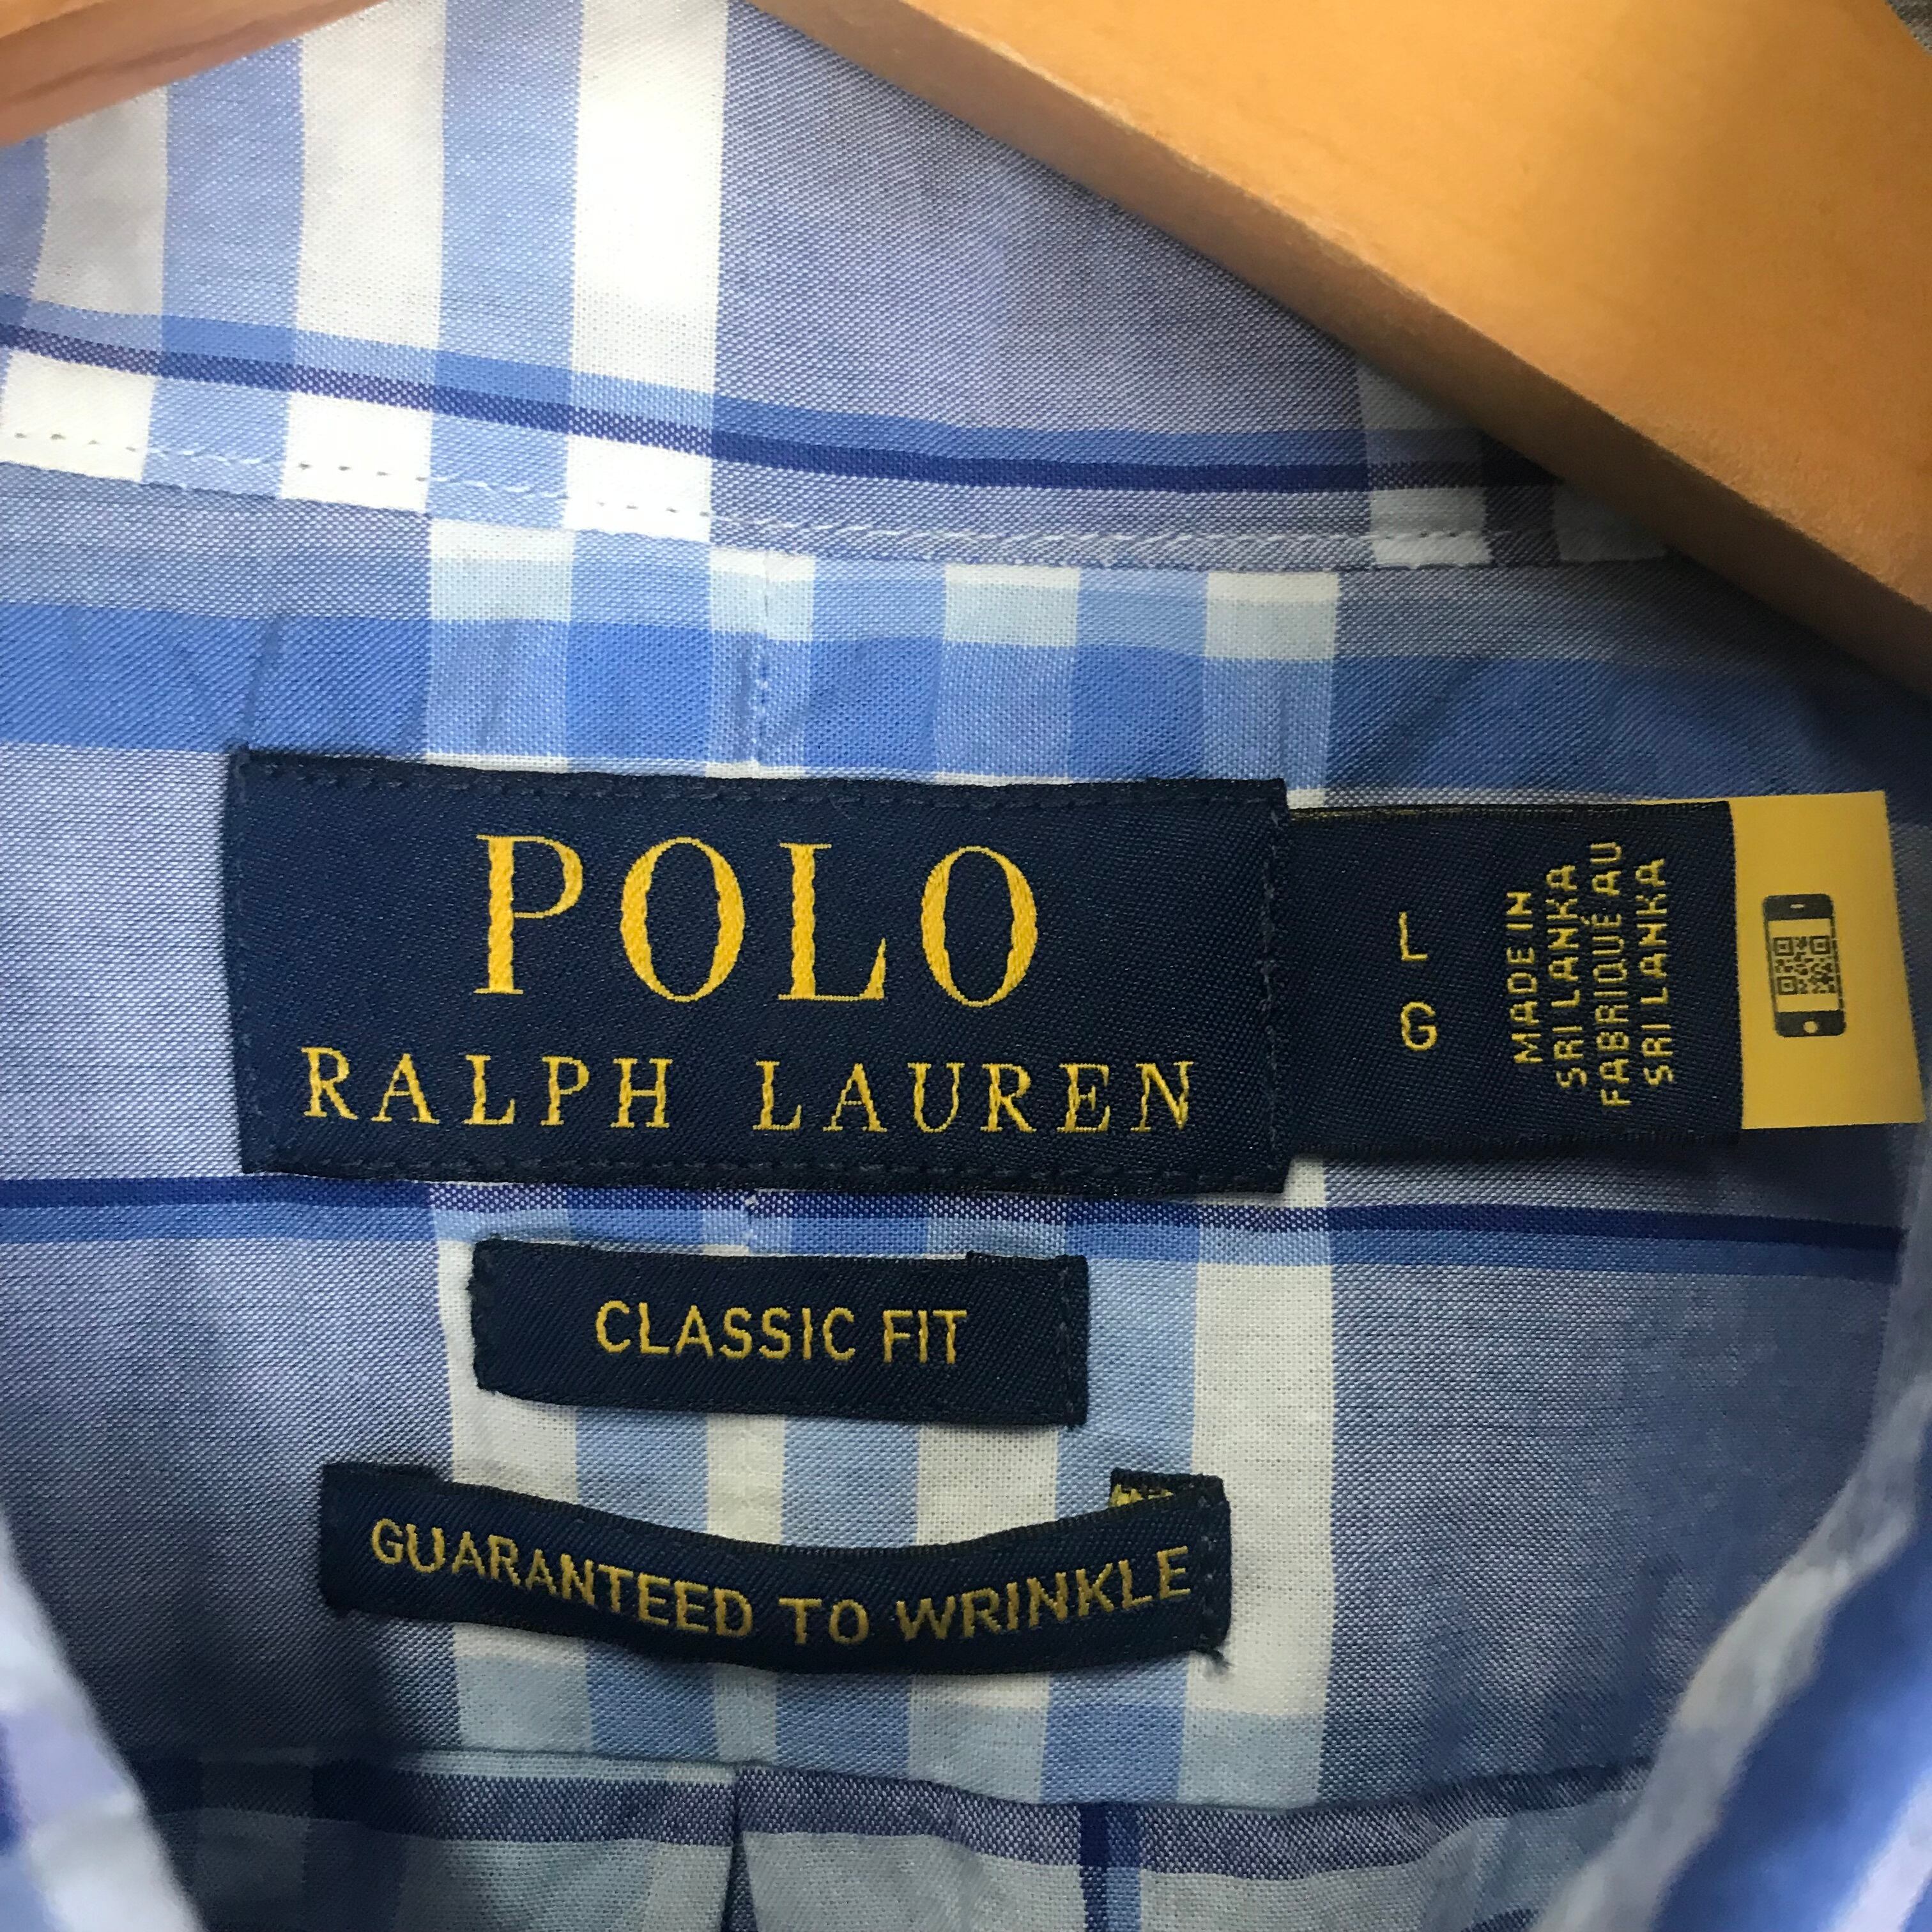 POLO
RALPH LAUREN
L
G
MADE IN
SRI LANKA
FABRIQUÉ AU
SRI LANKA
CLASSIC FIT
GUARANTEED TO WRINKLE